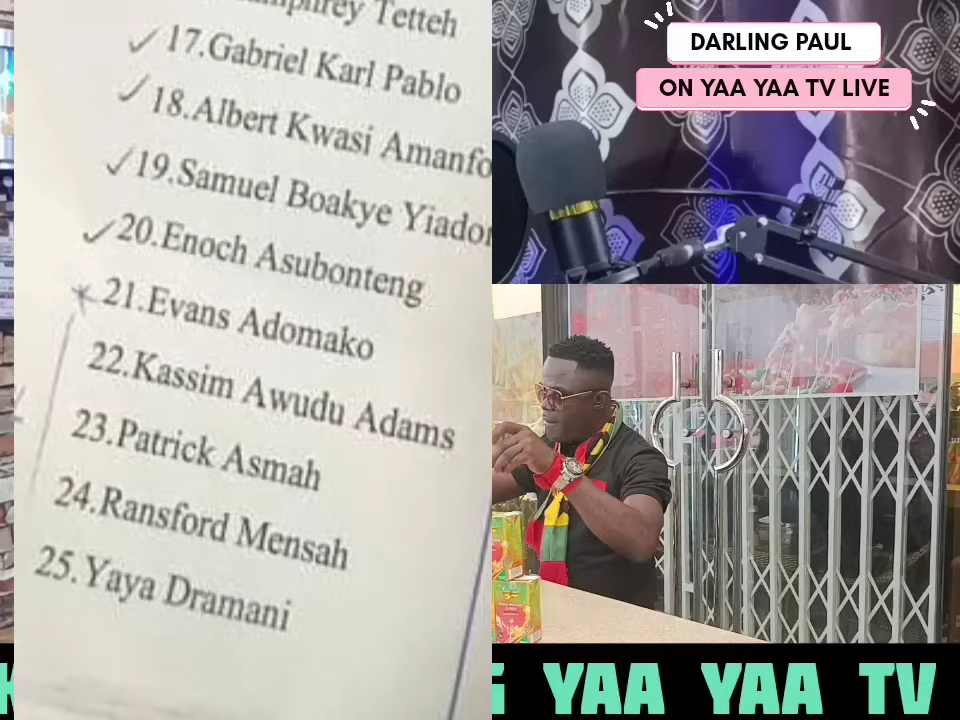 Tetteh
17.Gabriel Karl Pablo
18.Albert Kwasi Amanfo
19.Samuel Boakye
20.Enoch Asubonteng
21.Evans Adomako
22.Kassim Awudu Adams
23.Patrick Asmah
24.Ransford Mensah
25.Yaya Dramani
DARLING PAUL
ON YAA YAA TV LIVE
YAA YAA TV